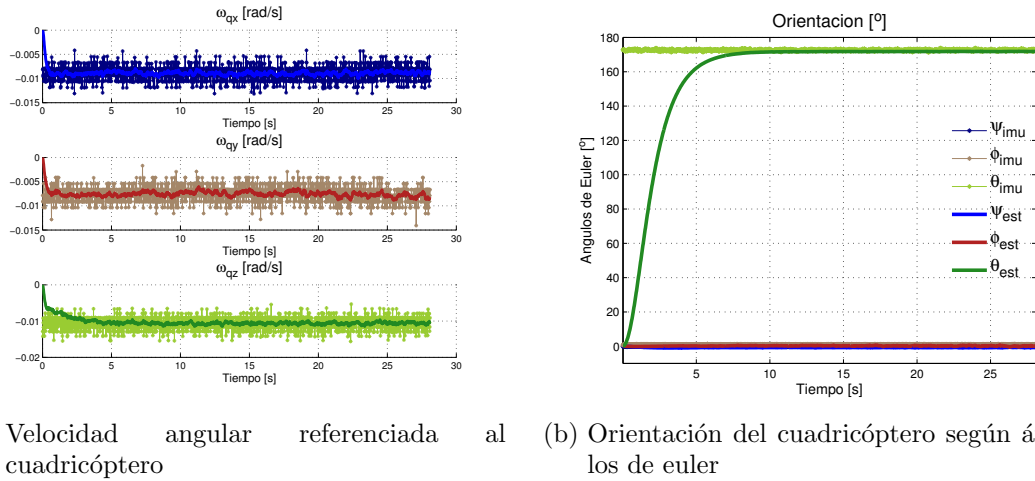 ω_qx [rad/s]
0
−0.005
−0.01
−0.015
0 5 10 15 20 25 30
Tiempo [s]
ω_qy [rad/s]
0
−0.005
−0.01
−0.015
0 5 10 15 20 25 30
Tiempo [s]
ω_qz [rad/s]
0
−0.01
−0.02
0 5 10 15 20 25 30
Tiempo [s]
Velocidad angular referenciada al
cuadricóptero
Orientacion [º]
Angulos de Euler [º]
180
160
140
120
100
80
60
40
20
0
5 10 15 20 25
Tiempo [s]
ψ_imu
ϕ_imu
θ_imu
ψ_est
ϕ_est
θ_est
(b) Orientación del cuadricóptero según á
los de euler